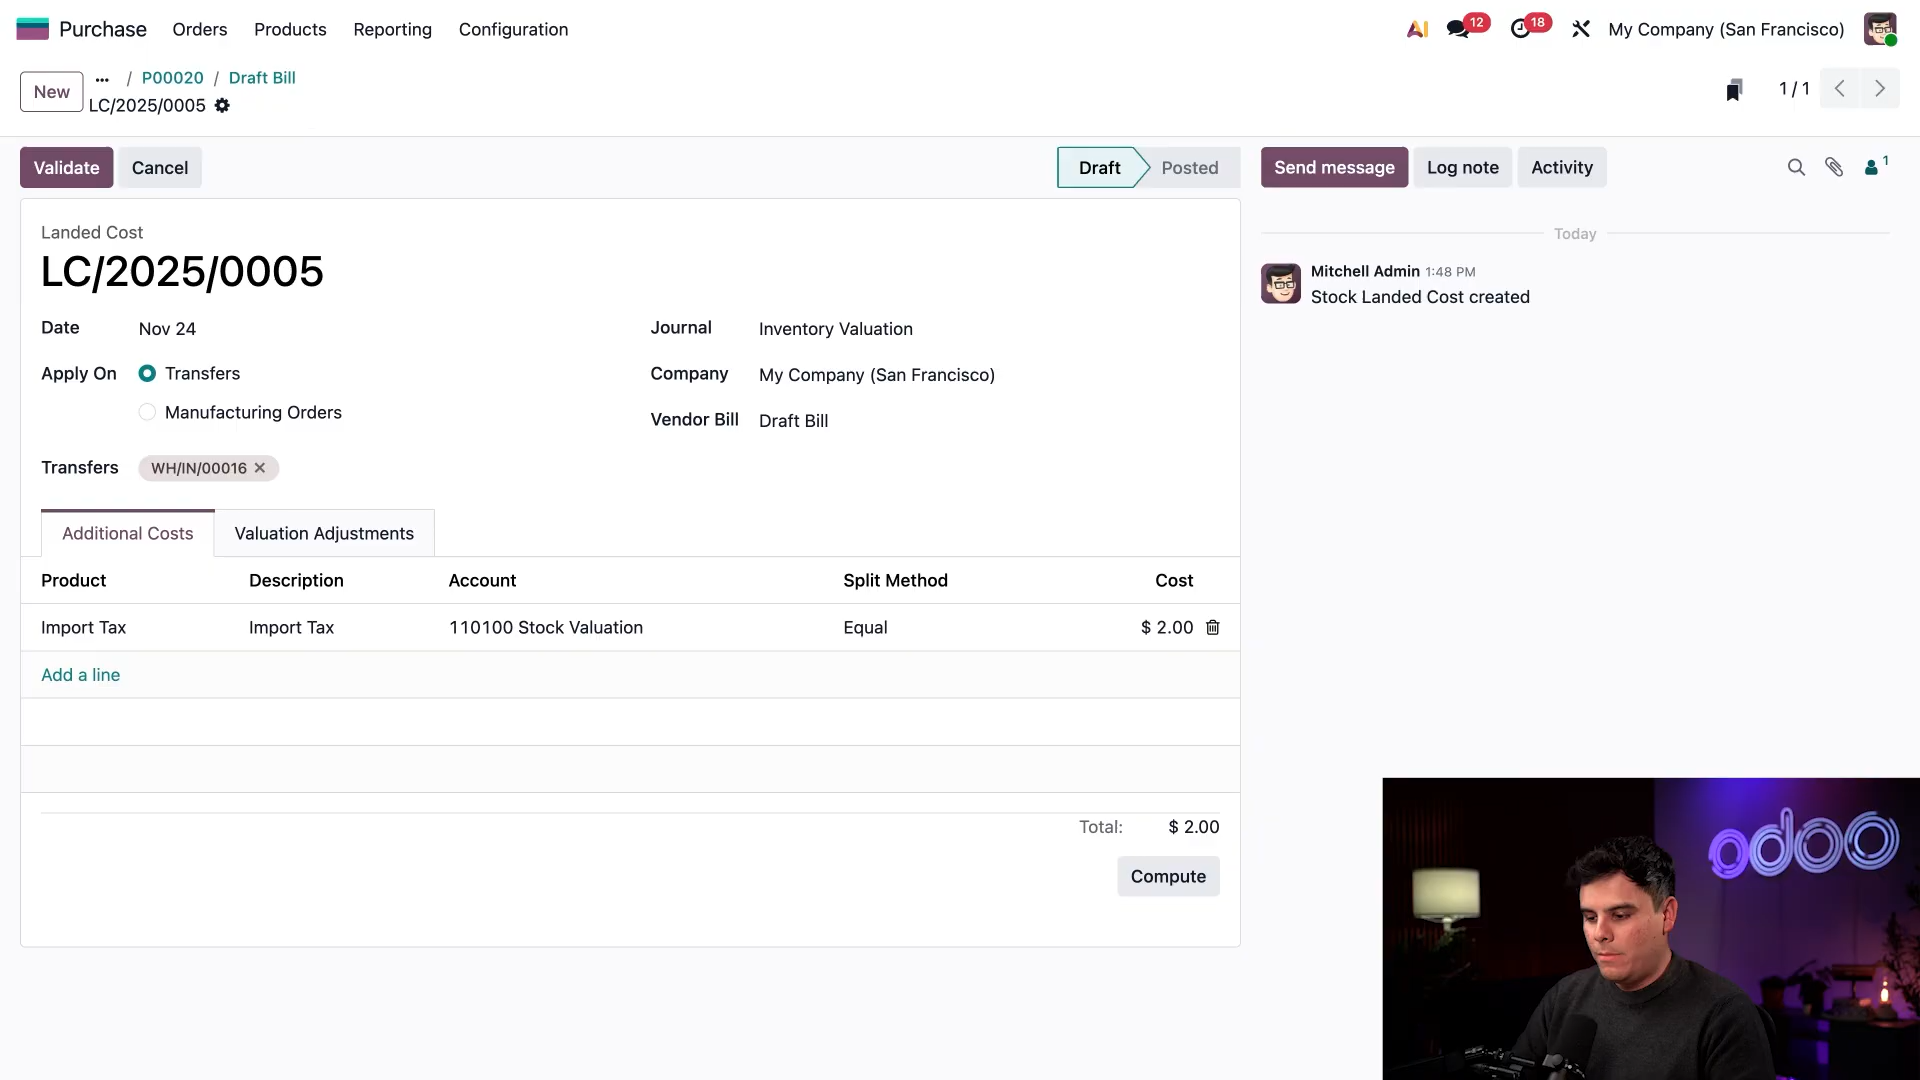 Purchase Orders Products Reporting Configuration
12 18 My Company (San Francisco)
New ... / P00020 / Draft Bill
LC/2025/0005
1 / 1
Validate Cancel
Draft Posted
Send message Log note Activity
1
Landed Cost
LC/2025/0005
Date Nov 24
Journal Inventory Valuation
Apply On Transfers
Manufacturing Orders
Company My Company (San Francisco)
Vendor Bill Draft Bill
Transfers WH/IN/00016
Today
Mitchell Admin 1:48 PM
Stock Landed Cost created
Additional Costs Valuation Adjustments
Product Description Account Split Method Cost
Import Tax Import Tax 110100 Stock Valuation Equal $ 2.00
Add a line
Total: $ 2.00
Compute
odoo